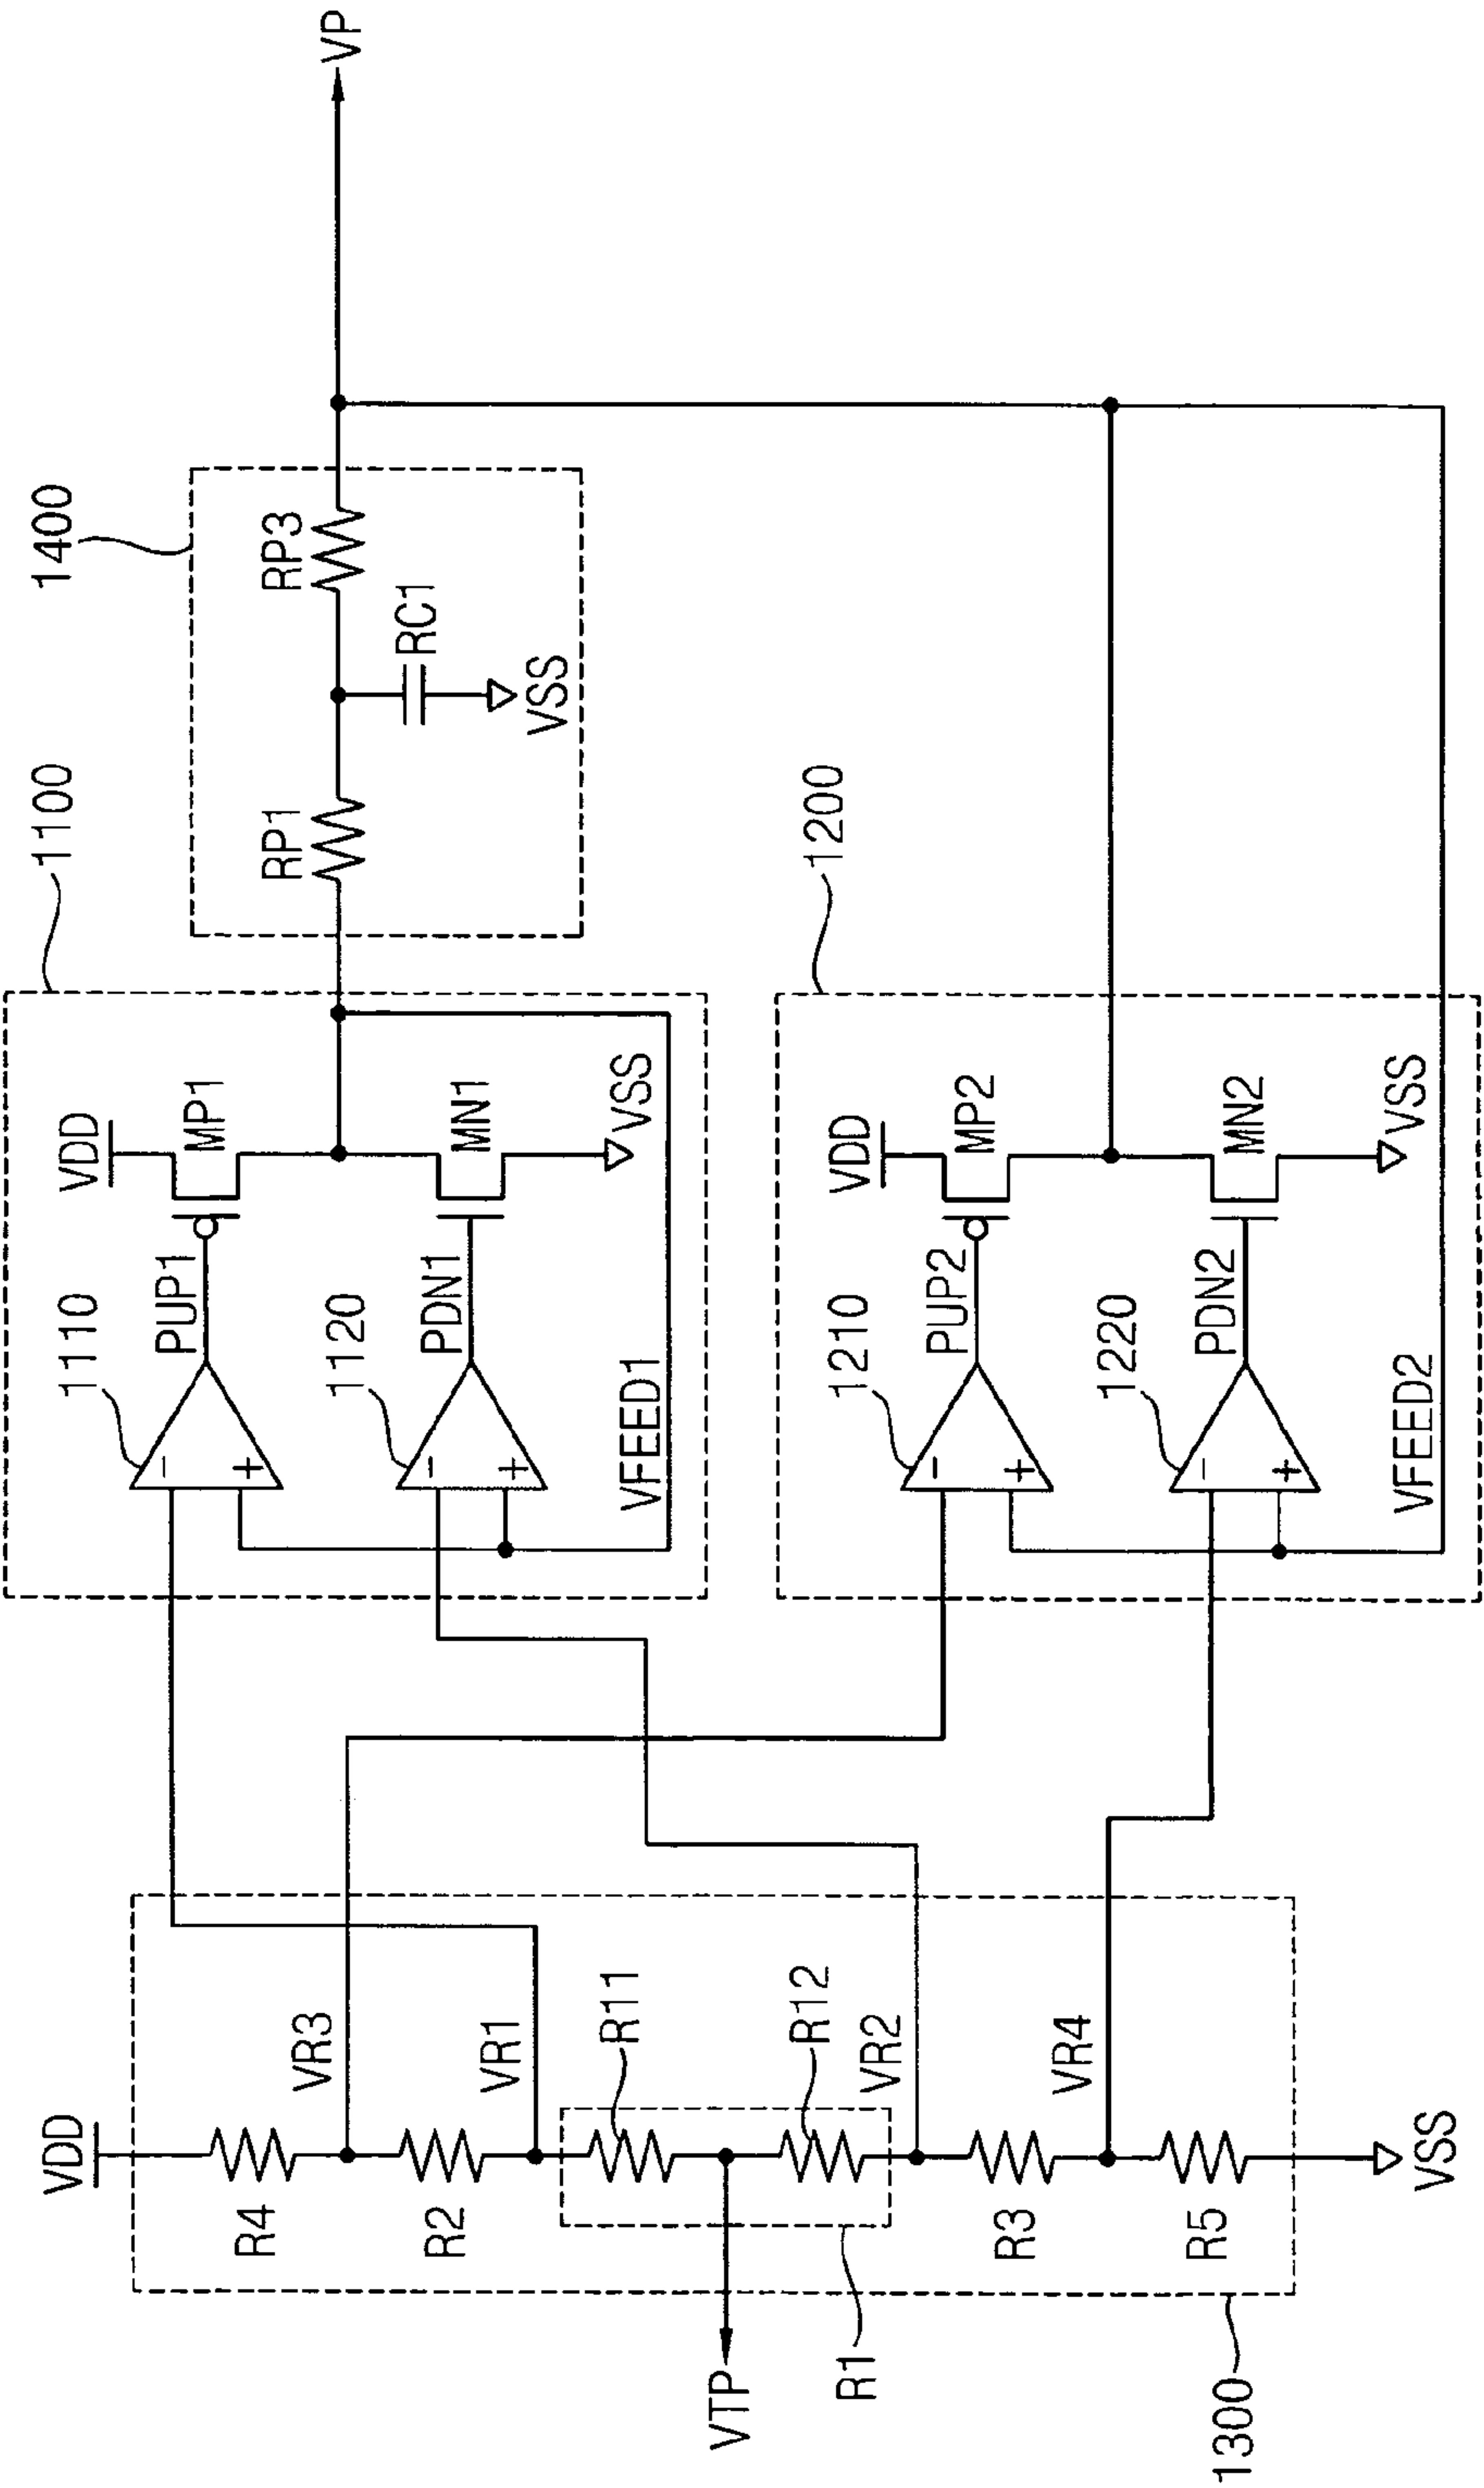 1100
1400
VDD
1110
PUP1
MP1
RP1
RP3
VP
1120
PDN1
MN1
RC1
VSS
VFEED1
VSS
VDD
R4
VR3
R2
VR1
R11
VTP
R12
R1
VR2
R3
VR4
R5
VSS
1300
1200
VDD
1210
PUP2
MP2
1220
PDN2
MN2
VFEED2
VSS
- +
- +
- +
- +